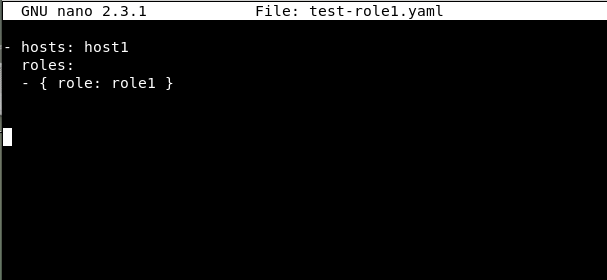 GNU nano 2.3.1 File: test-role1.yaml
- hosts: host1
roles:
- { role: role1 }